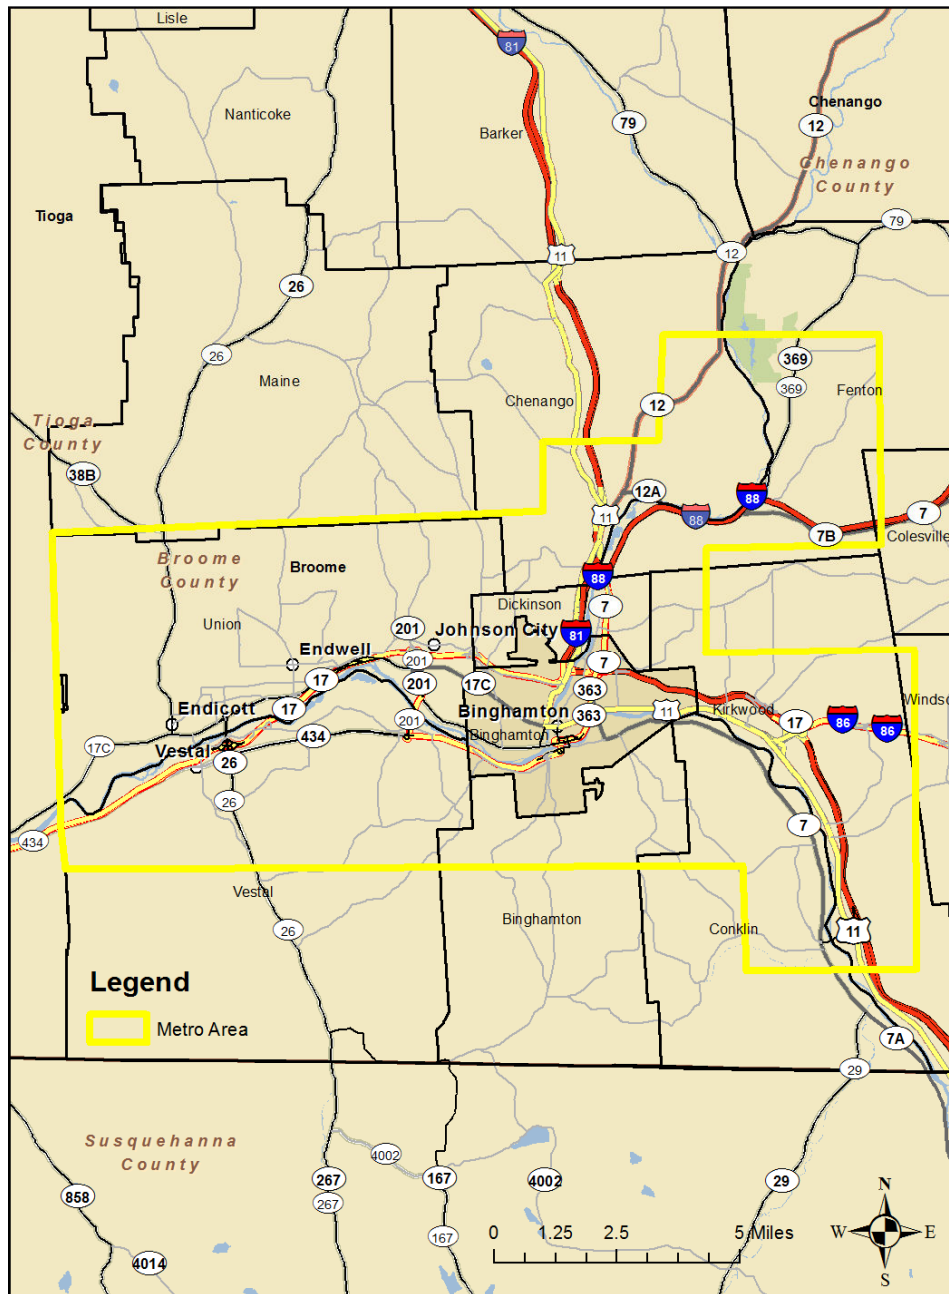 Lisle
81
Nanticoke
Chenango
79
12
Barker
Chenango
County
Tioga
79
11
12
26
26
369
Maine
369
Fenton
Chenango
12
Tioga
County
38B
12A
88
11
88
7
7B
Colesville
Broome
County
Broome
88
Dickinson
7
Union
201
Johnson City
81
201
Endwell
7
17
201
17C
363
Endicott
17
Binghamton
363
11
Kirkwood
Windso
17
86
86
201
Binghamton
434
17C
Vestal
26
26
7
434
Vestal
26
Binghamton
Conklin
11
Legend
Metro Area
7A
29
Susquehanna
County
4002
858
267
167
4002
29
267
167
N
0 1.25 2.5 5 Miles
W E
4014
S